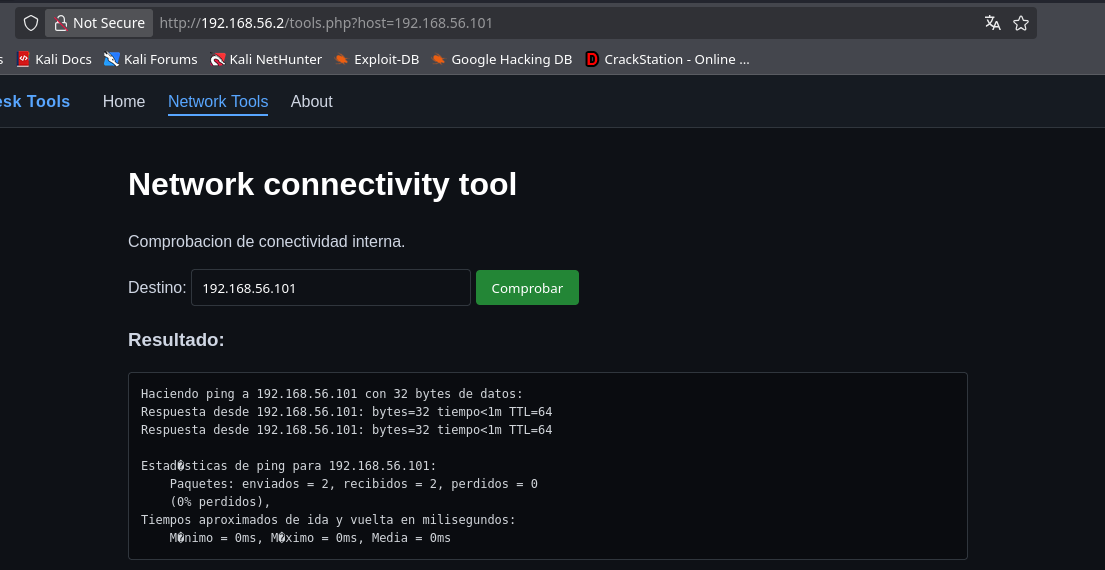 Not Secure http://192.168.56.2/tools.php?host=192.168.56.101
s Kali Docs Kali Forums Kali NetHunter Exploit-DB Google Hacking DB CrackStation - Online ...
esk Tools Home Network Tools About
Network connectivity tool
Comprobacion de conectividad interna.
Destino: 192.168.56.101 Comprobar
Resultado:
Haciendo ping a 192.168.56.101 con 32 bytes de datos:
Respuesta desde 192.168.56.101: bytes=32 tiempo<1m TTL=64
Respuesta desde 192.168.56.101: bytes=32 tiempo<1m TTL=64
Estad�sticas de ping para 192.168.56.101:
Paquetes: enviados = 2, recibidos = 2, perdidos = 0
(0% perdidos),
Tiempos aproximados de ida y vuelta en milisegundos:
M�nimo = 0ms, M�ximo = 0ms, Media = 0ms